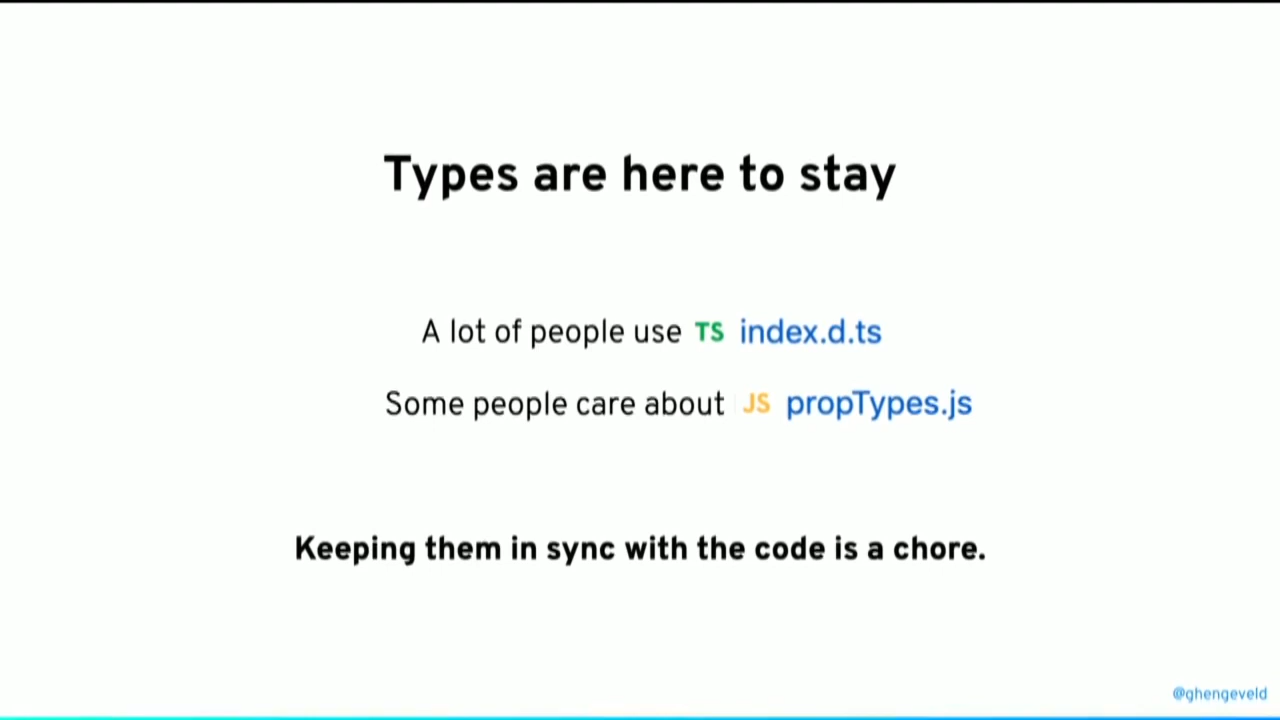 Types are here to stay
A lot of people use TS index.d.ts
Some people care about JS propTypes.js
Keeping them in sync with the code is a chore.
@ghengeveld